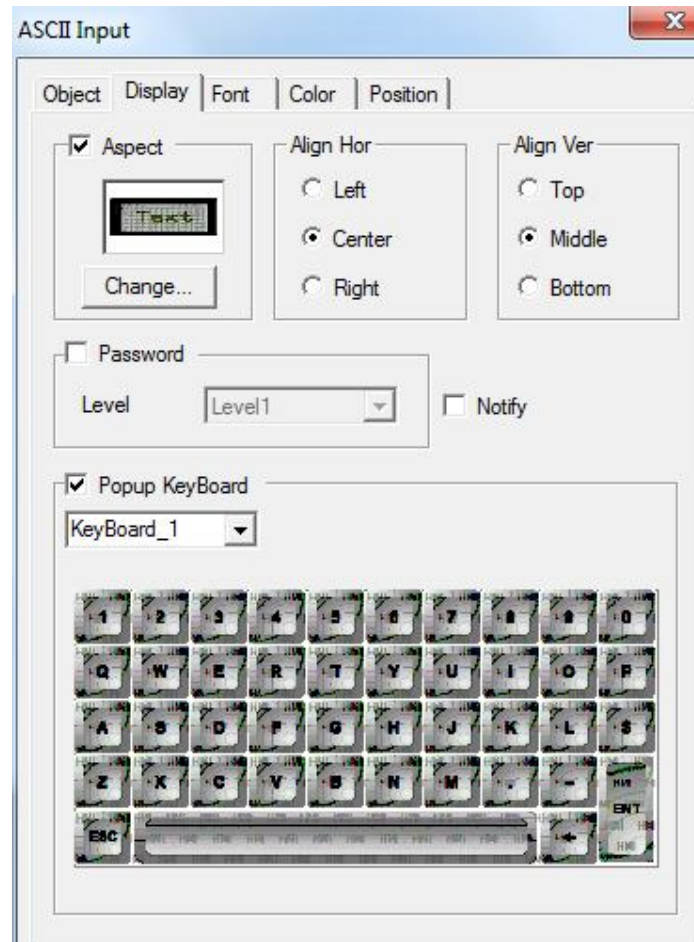 ASCII Input
Object Display Font Color Position
Aspect Align Hor Align Ver
Left Top
Text
Center Middle
Change... Right Bottom
Password
Level Level1 Notify
Popup KeyBoard
KeyBoard_1
1 2 3 4 5 6 7 8 9 0
Q W E R T Y U I O P
A S D F G H J K L $
Z X C V B N M . -
ENT
ESC